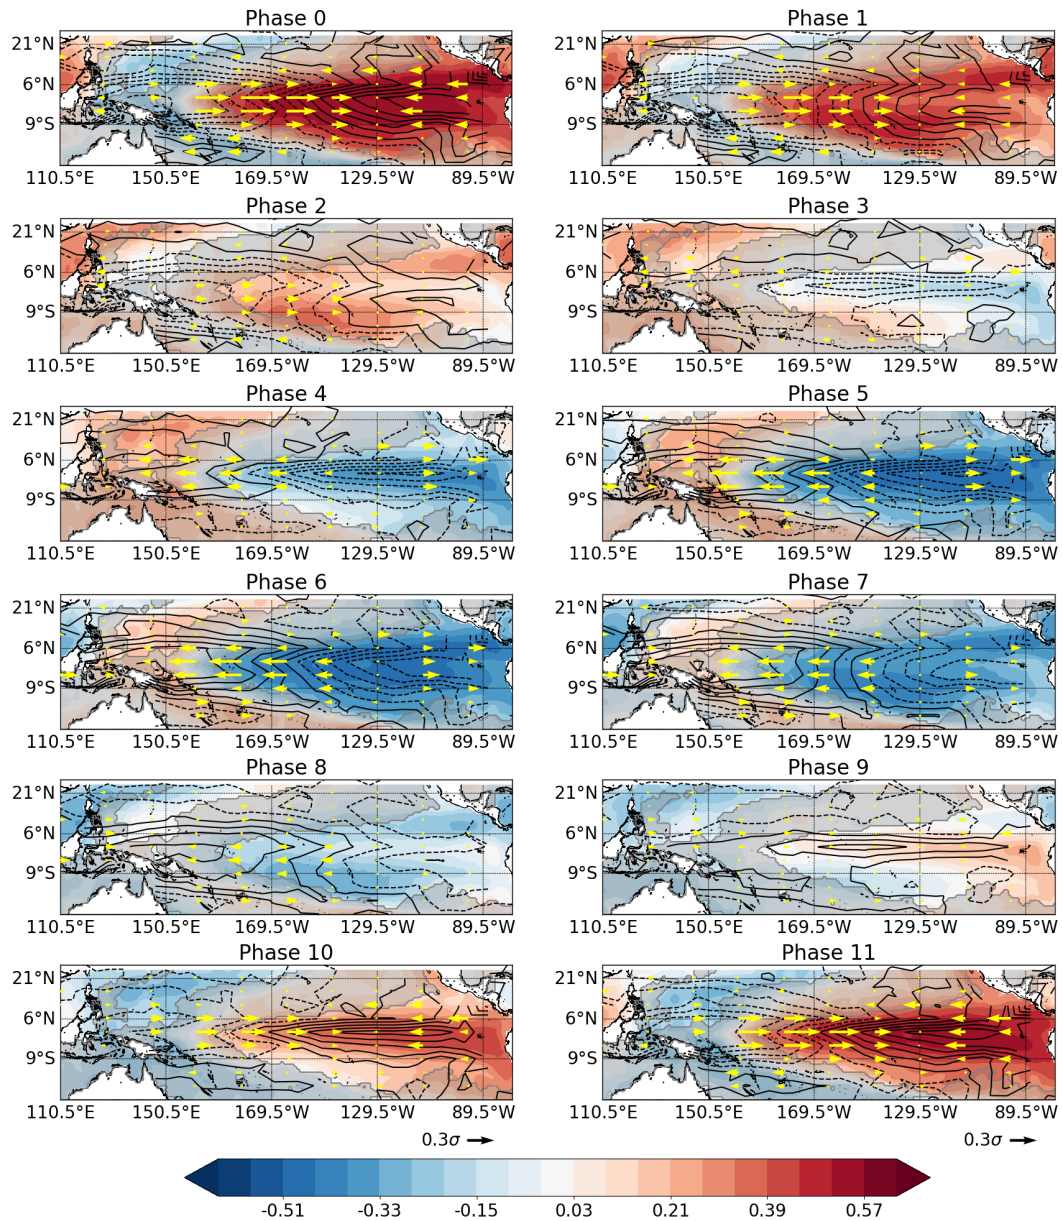 Phase 0 Phase 1
21°N 21°N
6°N 6°N
9°S 9°S
110.5°E 150.5°E 169.5°W 129.5°W 89.5°W 110.5°E 150.5°E 169.5°W 129.5°W 89.5°W
Phase 2 Phase 3
21°N 21°N
6°N 6°N
9°S 9°S
110.5°E 150.5°E 169.5°W 129.5°W 89.5°W 110.5°E 150.5°E 169.5°W 129.5°W 89.5°W
Phase 4 Phase 5
21°N 21°N
6°N 6°N
9°S 9°S
110.5°E 150.5°E 169.5°W 129.5°W 89.5°W 110.5°E 150.5°E 169.5°W 129.5°W 89.5°W
Phase 6 Phase 7
21°N 21°N
6°N 6°N
9°S 9°S
110.5°E 150.5°E 169.5°W 129.5°W 89.5°W 110.5°E 150.5°E 169.5°W 129.5°W 89.5°W
Phase 8 Phase 9
21°N 21°N
6°N 6°N
9°S 9°S
110.5°E 150.5°E 169.5°W 129.5°W 89.5°W 110.5°E 150.5°E 169.5°W 129.5°W 89.5°W
Phase 10 Phase 11
21°N 21°N
6°N 6°N
9°S 9°S
110.5°E 150.5°E 169.5°W 129.5°W 89.5°W 110.5°E 150.5°E 169.5°W 129.5°W 89.5°W
0.3σ 0.3σ
-0.51 -0.33 -0.15 0.03 0.21 0.39 0.57